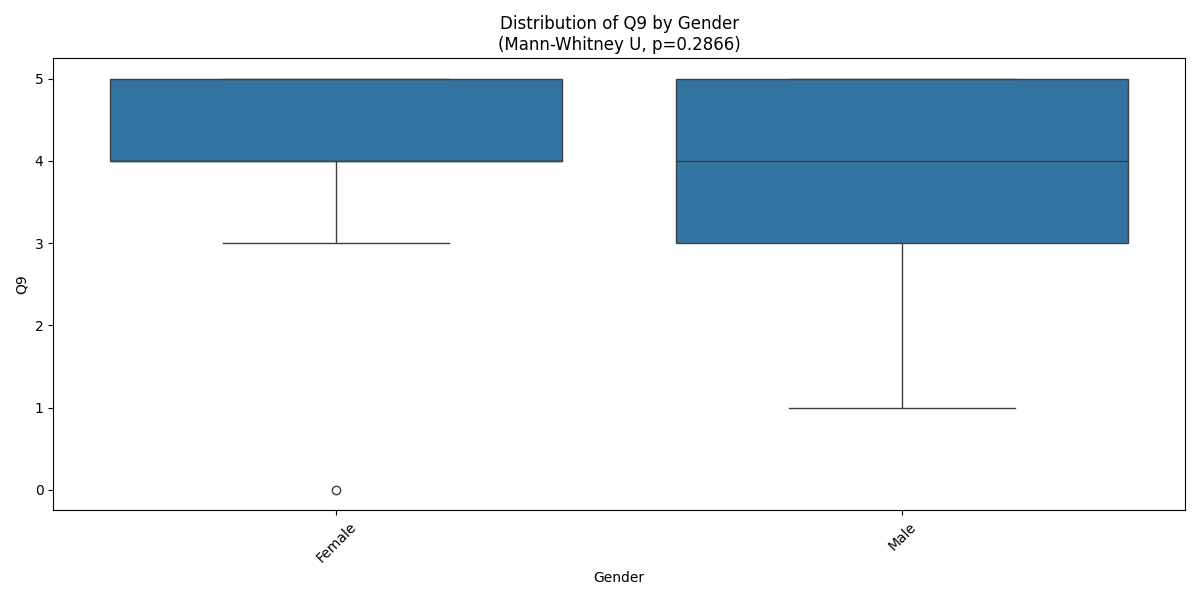 Distribution of Q9 by Gender
(Mann-Whitney U, p=0.2866)
5
4
3
2
1
0
Q9
Female
Male
Gender